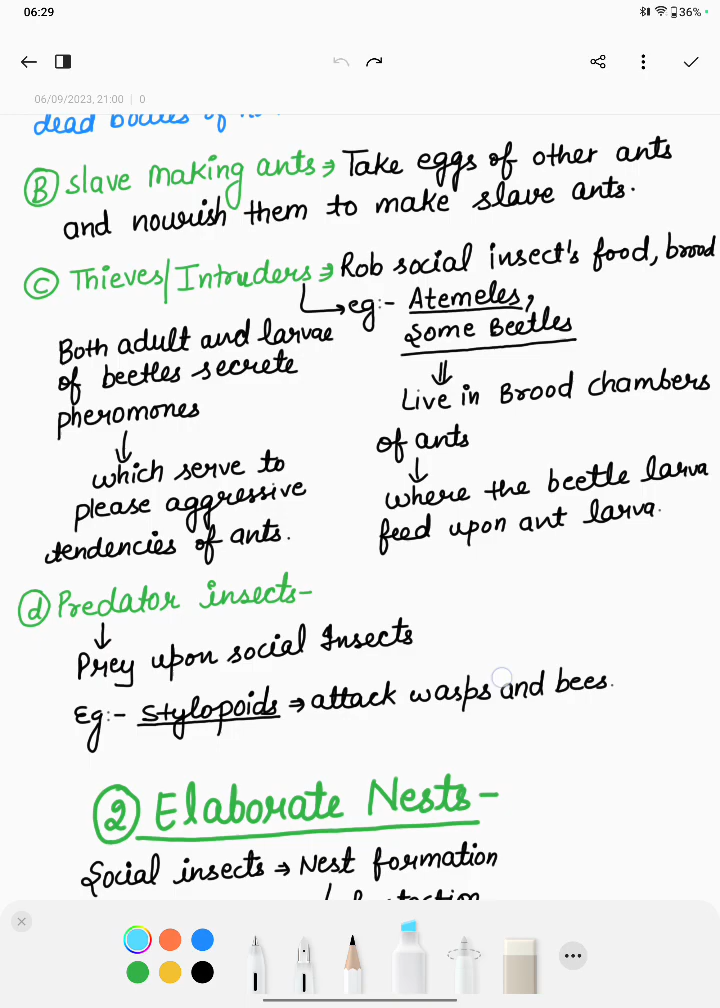 06:29
36%
06/09/2023, 21:00 | 0
dead bodies of
(B) Slave making ants ⇒ Take eggs of other ants
and nourish them to make slave ants.
(C) Thieves/Intruders ⇒ Rob social insect's food, brood
eg:- Atemeles,
Some Beetles
Both adult and larvae
of beetles secrete
pheromones
↓
which serve to
please aggressive
tendencies of ants.
⇓
Live in Brood chambers
of ants
↓
where the beetle larva
feed upon ant larva.
(d) Predator insects-
↓
Prey upon social Insects
Eg:- Stylopoids ⇒ attack wasps and bees.
(2) Elaborate Nests-
Social insects → Nest formation